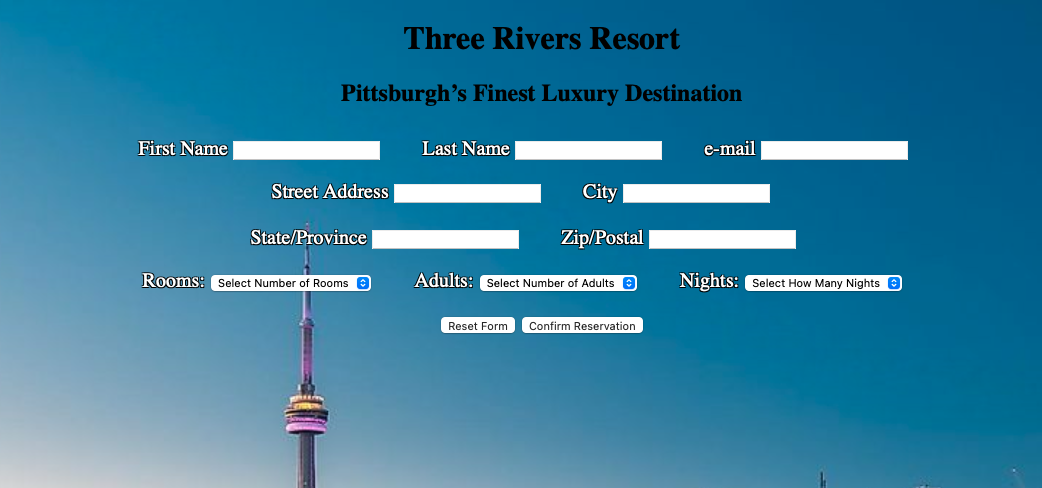 Three Rivers Resort
Pittsburgh’s Finest Luxury Destination
First Name Last Name e-mail
Street Address City
State/Province Zip/Postal
Rooms: Select Number of Rooms Adults: Select Number of Adults Nights: Select How Many Nights
Reset Form Confirm Reservation